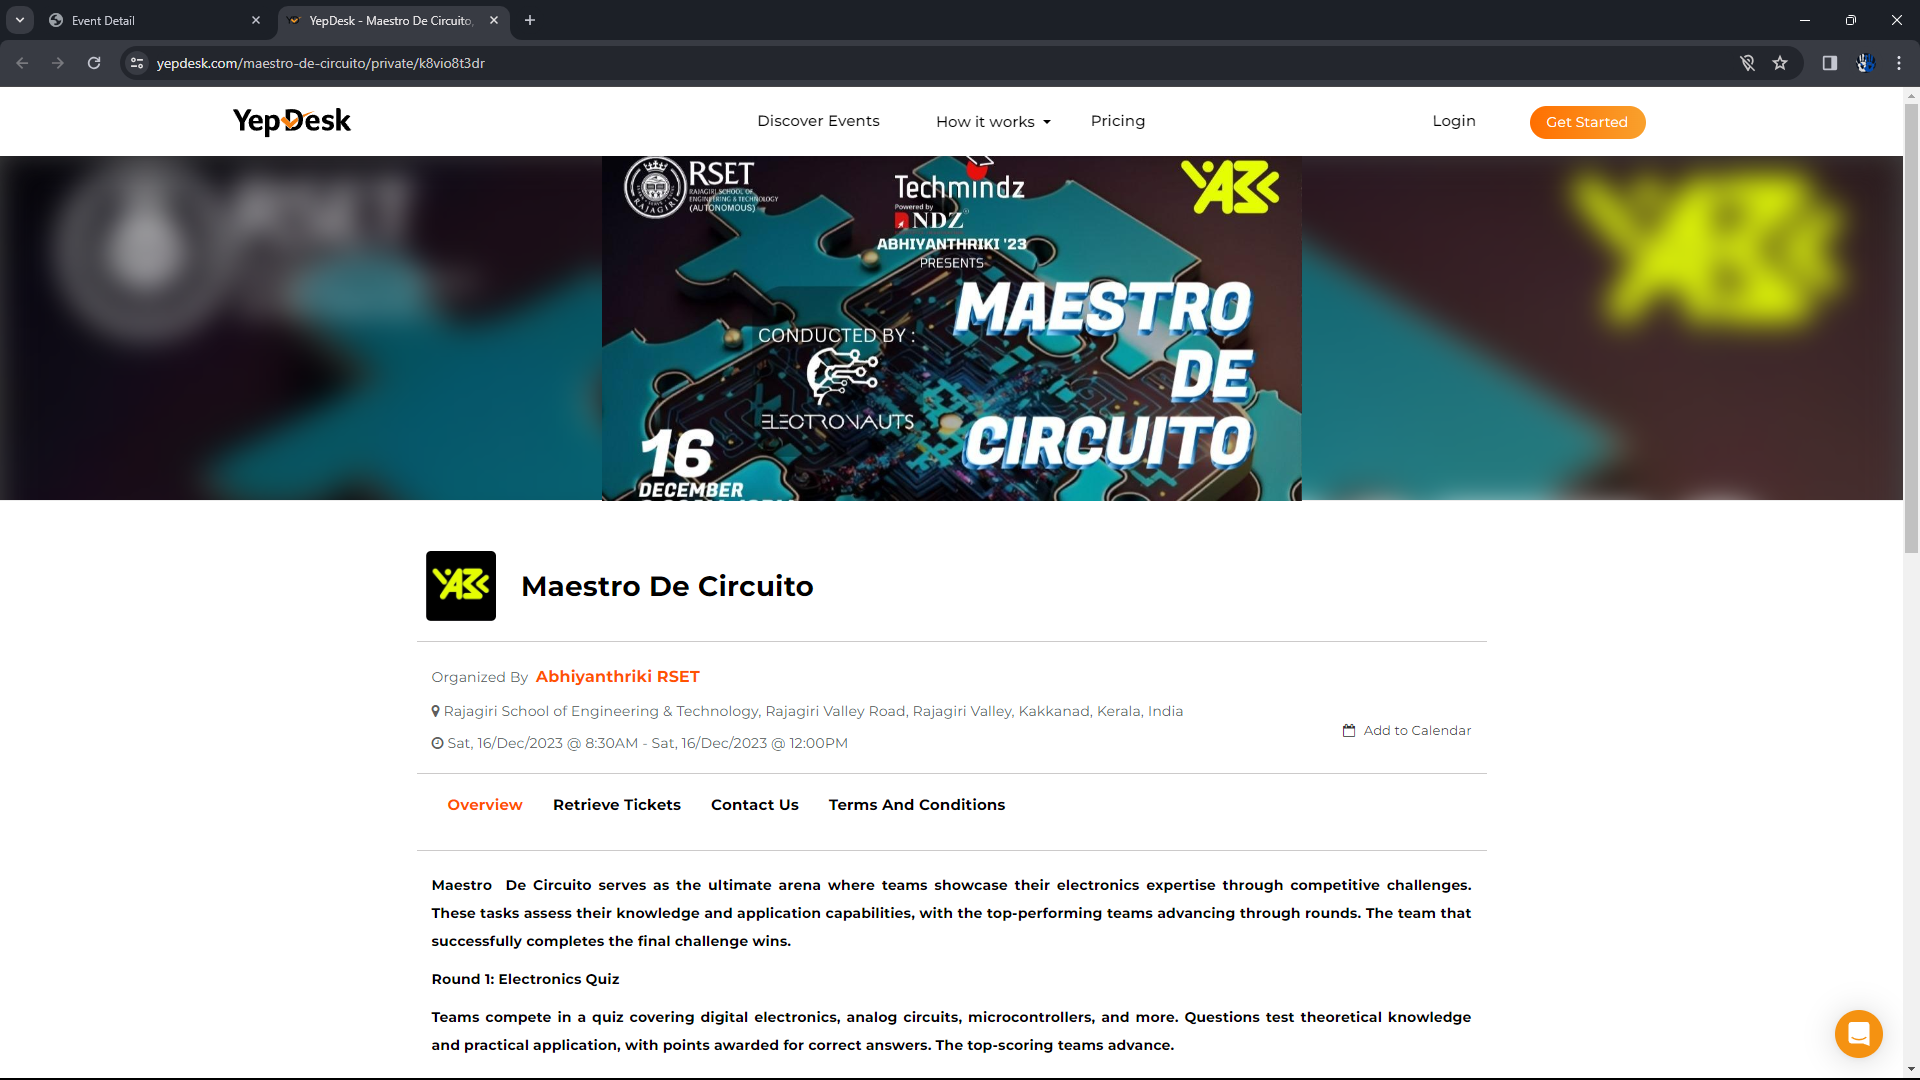 Event Detail
YepDesk - Maestro De Circuito,
yepdesk.com/maestro-de-circuito/private/k8vio8t3dr
YepDesk
Discover Events
How it works
Pricing
Login
Get Started
RSET
RAJAGIRI SCHOOL OF
ENGINEERING & TECHNOLOGY
(AUTONOMOUS)
Techmindz
Powered by
NDZ
ABHIYANTHRIKI '23
PRESENTS
CONDUCTED BY :
ELECTRONAUTS
MAESTRO
DE
CIRCUITO
16
DECEMBER
Maestro De Circuito
Organized By Abhiyanthriki RSET
Rajagiri School of Engineering & Technology, Rajagiri Valley Road, Rajagiri Valley, Kakkanad, Kerala, India
Sat, 16/Dec/2023 @ 8:30AM - Sat, 16/Dec/2023 @ 12:00PM
Add to Calendar
Overview
Retrieve Tickets
Contact Us
Terms And Conditions
Maestro De Circuito serves as the ultimate arena where teams showcase their electronics expertise through competitive challenges.
These tasks assess their knowledge and application capabilities, with the top-performing teams advancing through rounds. The team that
successfully completes the final challenge wins.
Round 1: Electronics Quiz
Teams compete in a quiz covering digital electronics, analog circuits, microcontrollers, and more. Questions test theoretical knowledge
and practical application, with points awarded for correct answers. The top-scoring teams advance.